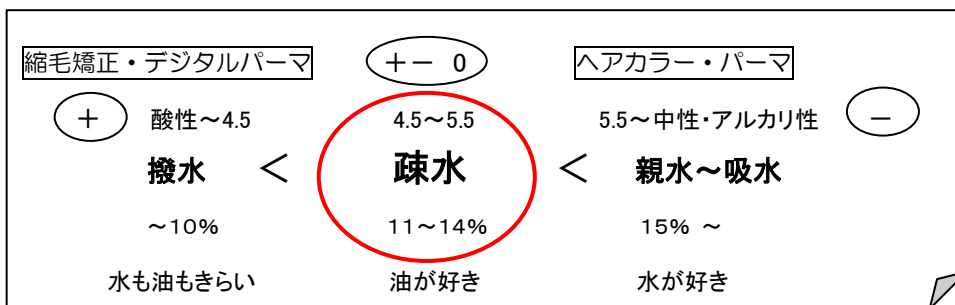 縮毛矯正・デジタルパーマ ＋－ 0 ヘアカラー・パーマ
＋ 酸性～4.5 4.5～5.5 5.5～中性・アルカリ性 －
撥水 ＜ 疎水 ＜ 親水～吸水
～10% 11～14% 15% ～
水も油もきらい 油が好き 水が好き